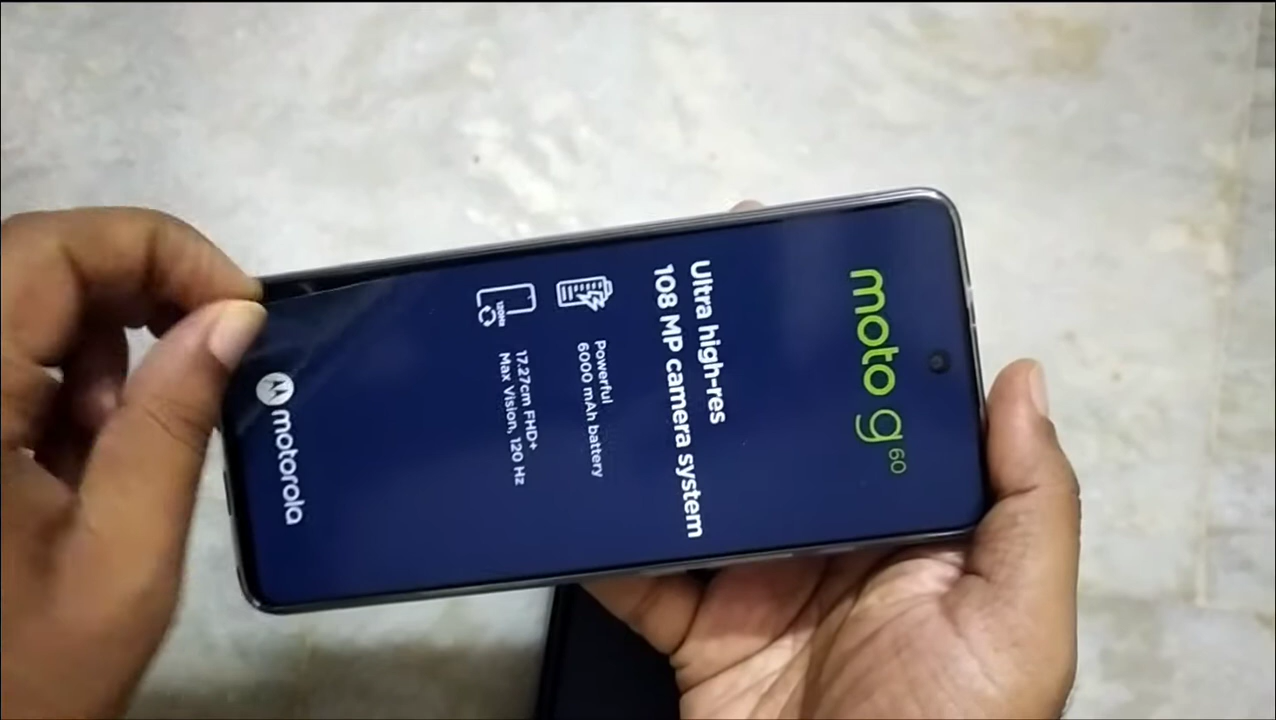 moto g60
Ultra high-res
108 MP camera system
Powerful
6000 mAh battery
120Hz
17.27cm FHD+
Max Vision, 120 Hz
motorola